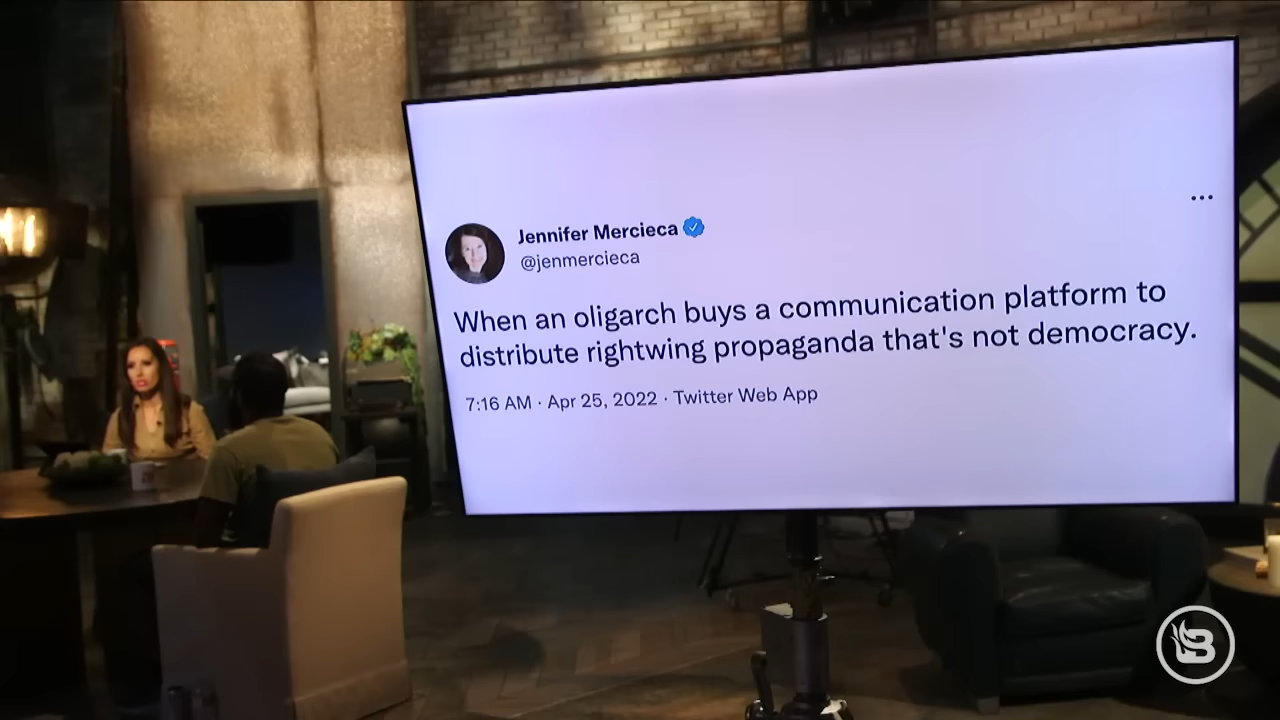 Jennifer Mercieca
@jenmercieca
When an oligarch buys a communication platform to
distribute rightwing propaganda that's not democracy.
7:16 AM · Apr 25, 2022 · Twitter Web App
B